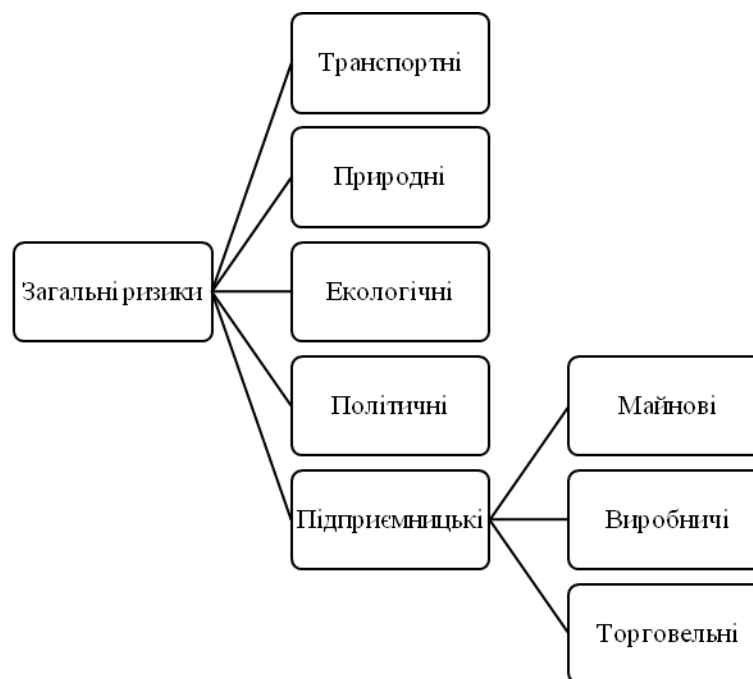 Транспортні
Природні
Загальні ризики
Екологічні
Політичні
Майнові
Підприємницькі
Виробничі
Торговельні